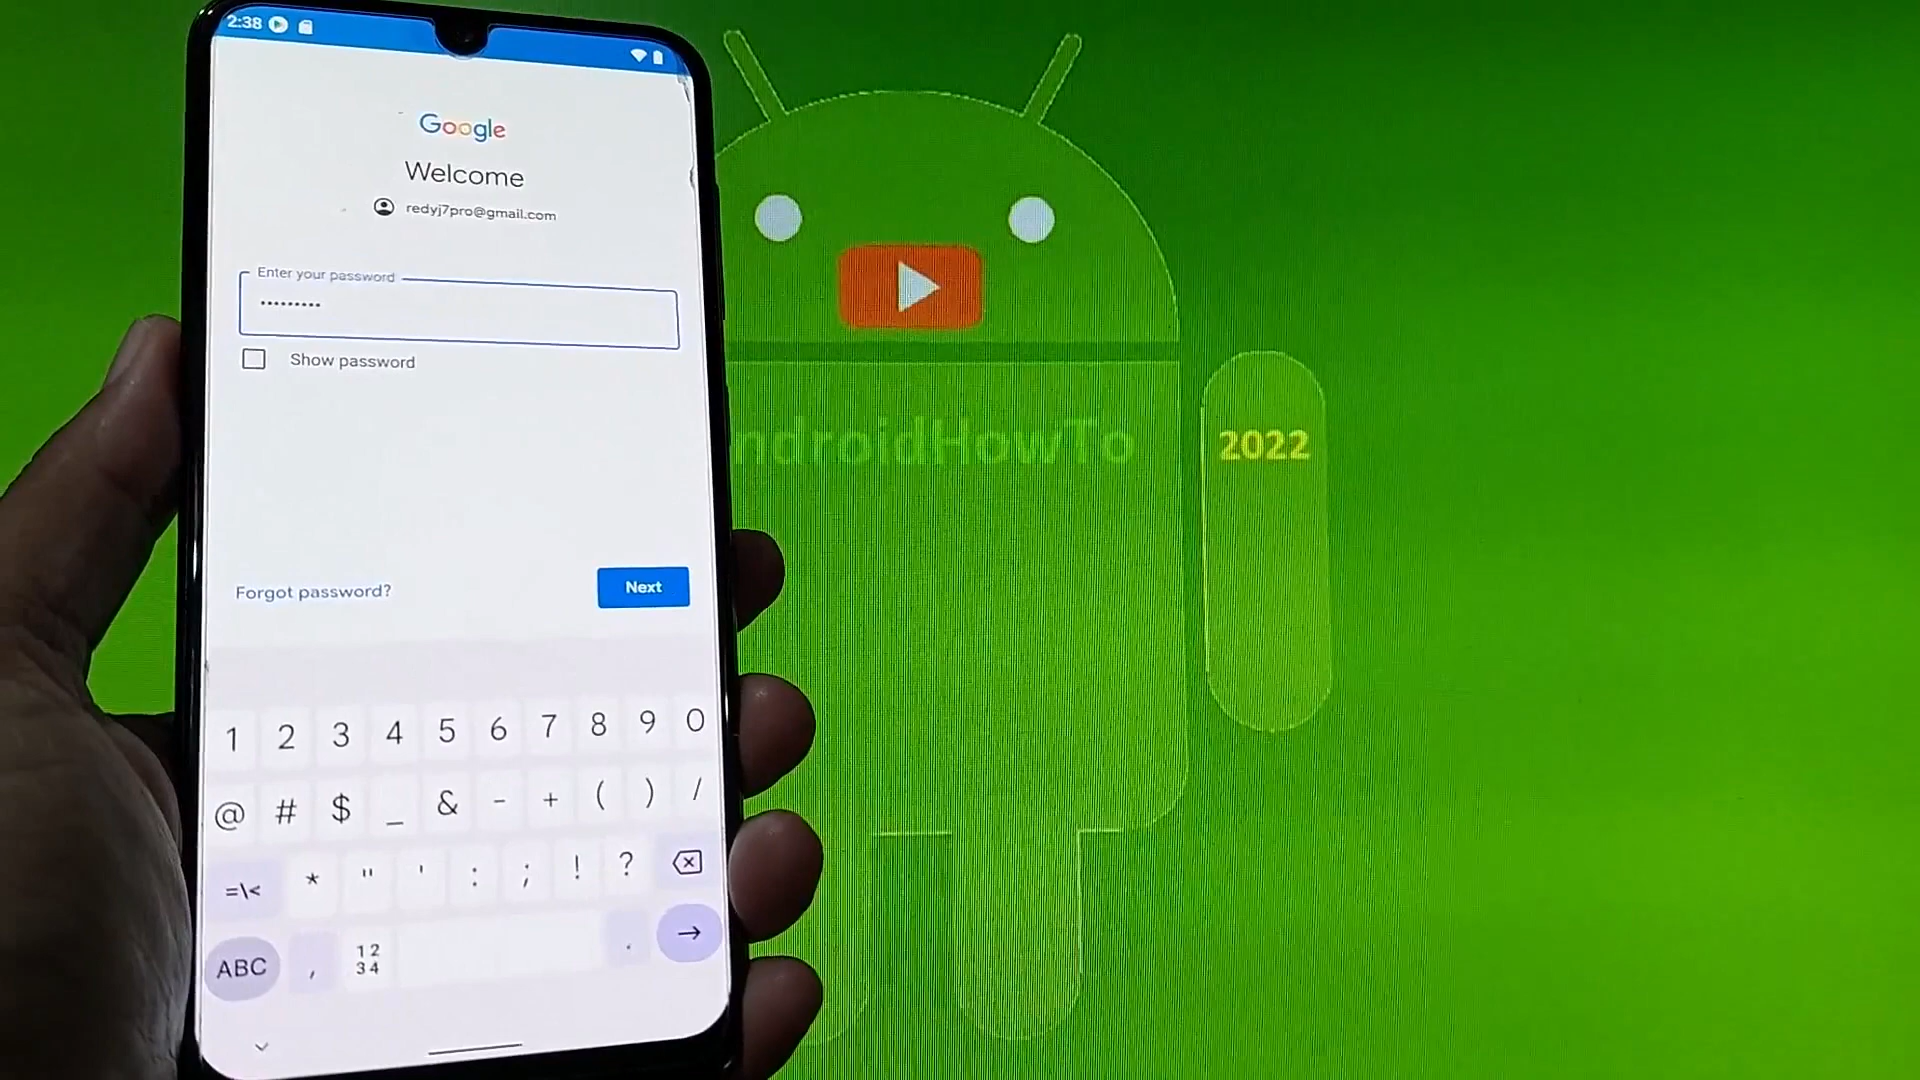 2:38
Google
Welcome
redyj7pro@gmail.com
Enter your password
•••••••••
Show password
Forgot password?
Next
1 2 3 4 5 6 7 8 9 0
@ # $ _ & - + ( ) /
=\< * " ' : ; ! ?
ABC , 12 34 .
ndroidHowTo
2022